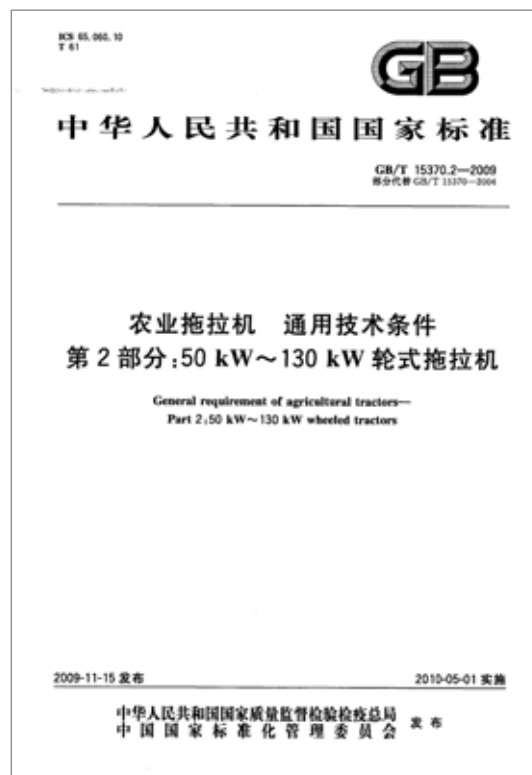 ICS 65.060.10
T 61
GB
中华人民共和国国家标准
GB/T 15370.2—2009
部分代替 GB/T 15370—2004
农业拖拉机 通用技术条件
第 2 部分:50 kW～130 kW 轮式拖拉机
General requirement of agricultural tractors—
Part 2:50 kW～130 kW wheeled tractors
2009-11-15 发布
2010-05-01 实施
中华人民共和国国家质量监督检验检疫总局
中国国家标准化管理委员会
发布